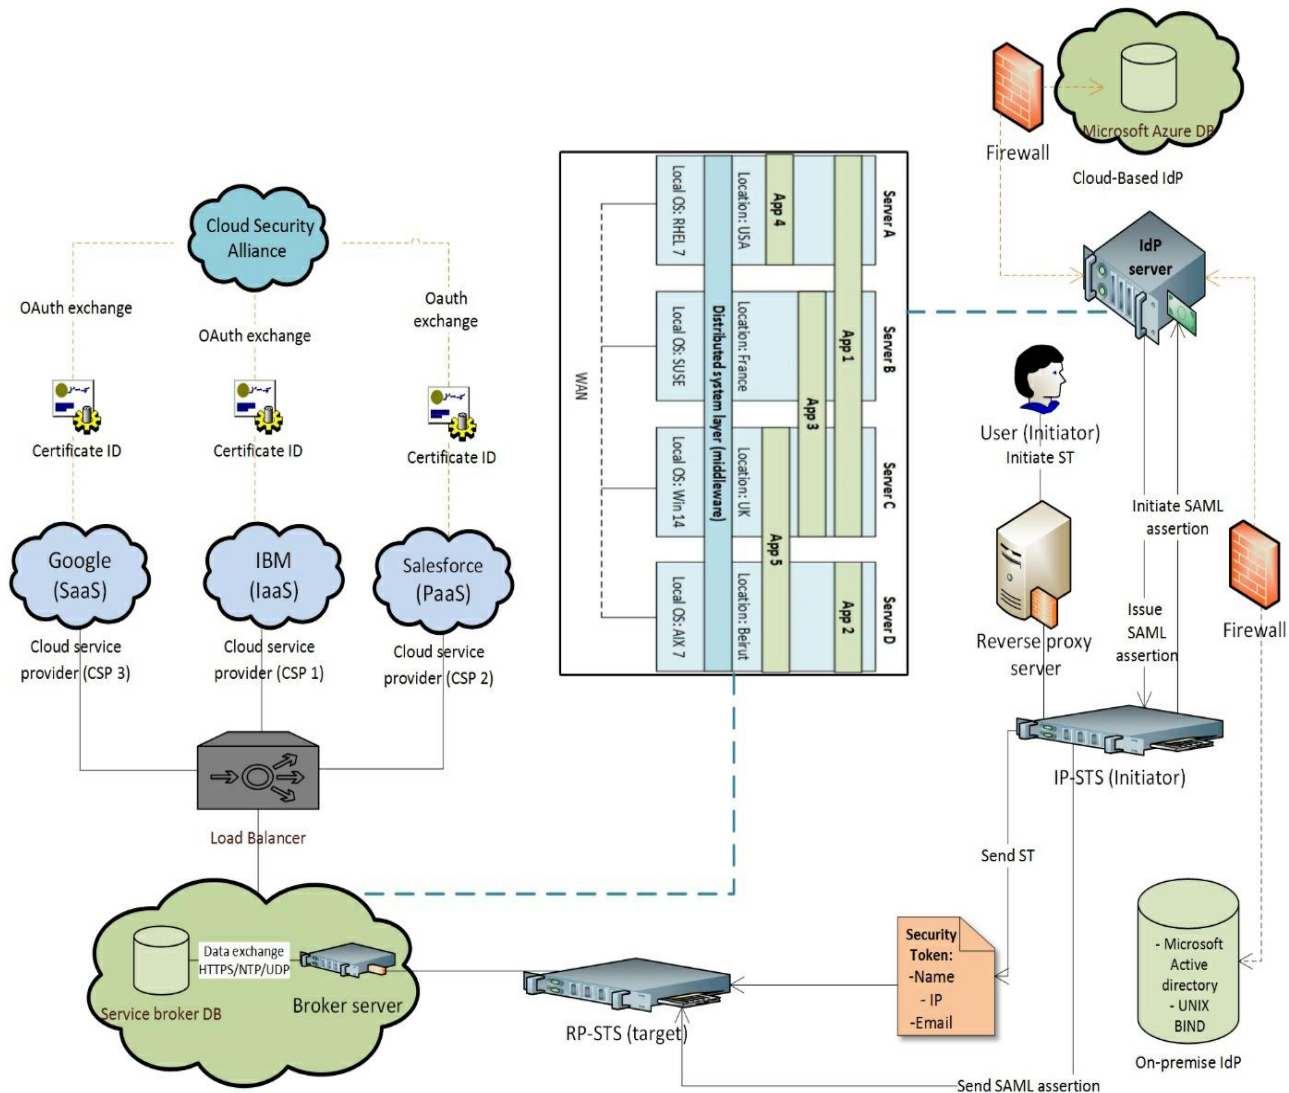 Microsoft Azure DB
Firewall
Cloud-Based IdP
Cloud Security
Alliance
OAuth exchange
OAuth exchange
Oauth
exchange
Certificate ID
Certificate ID
Certificate ID
Google
(SaaS)
IBM
(IaaS)
Salesforce
(PaaS)
Cloud service
provider (CSP 3)
Cloud service
provider (CSP 1)
Cloud service
provider (CSP 2)
Load Balancer
Data exchange
HTTPS/NTP/UDP
Service broker DB
Broker server
Server A
Server B
Server C
Server D
App 1
App 2
App 3
App 4
App 5
Location: USA
Location: France
Location: UK
Location: Beirut
Distributed system layer (middleware)
Local OS: RHEL 7
Local OS: SUSE
Local OS: Win 14
Local OS: AIX 7
WAN
IdP
server
User (Initiator)
Initiate ST
Reverse proxy
server
Initiate SAML
assertion
Issue
SAML
assertion
Firewall
IP-STS (Initiator)
Send ST
Security
Token:
-Name
- IP
-Email
RP-STS (target)
Send SAML assertion
- Microsoft
Active
directory
- UNIX
BIND
On-premise IdP